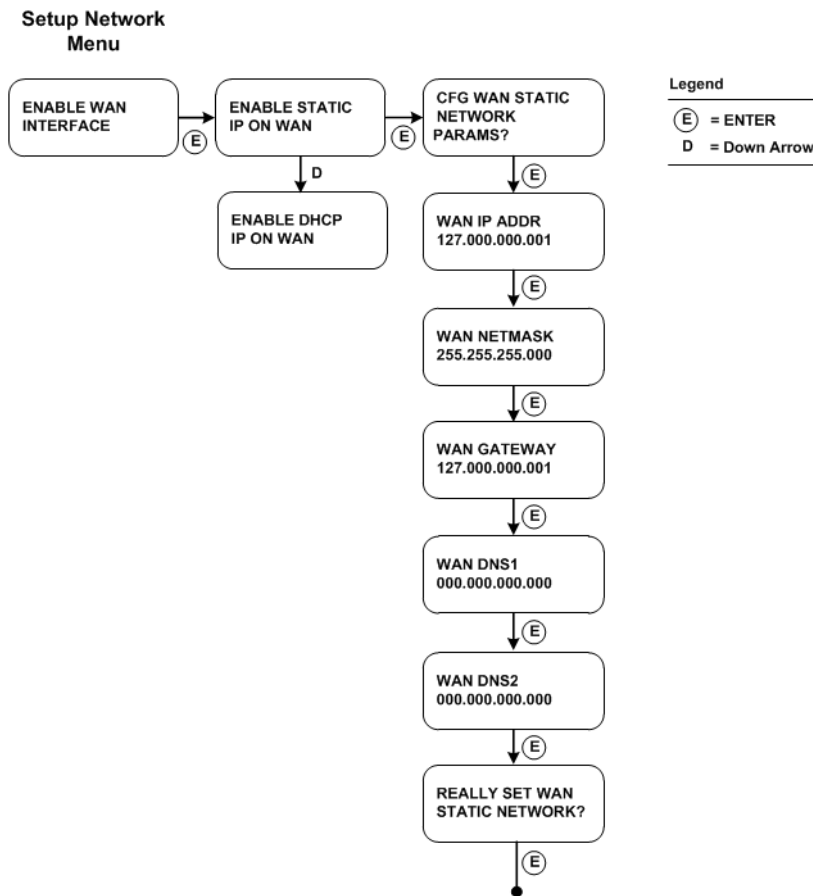 Setup Network
Menu
ENABLE WAN
INTERFACE
E
ENABLE STATIC
IP ON WAN
E
CFG WAN STATIC
NETWORK
PARAMS?
Legend
E = ENTER
D = Down Arrow
D
E
ENABLE DHCP
IP ON WAN
WAN IP ADDR
127.000.000.001
E
WAN NETMASK
255.255.255.000
E
WAN GATEWAY
127.000.000.001
E
WAN DNS1
000.000.000.000
E
WAN DNS2
000.000.000.000
E
REALLY SET WAN
STATIC NETWORK?
E